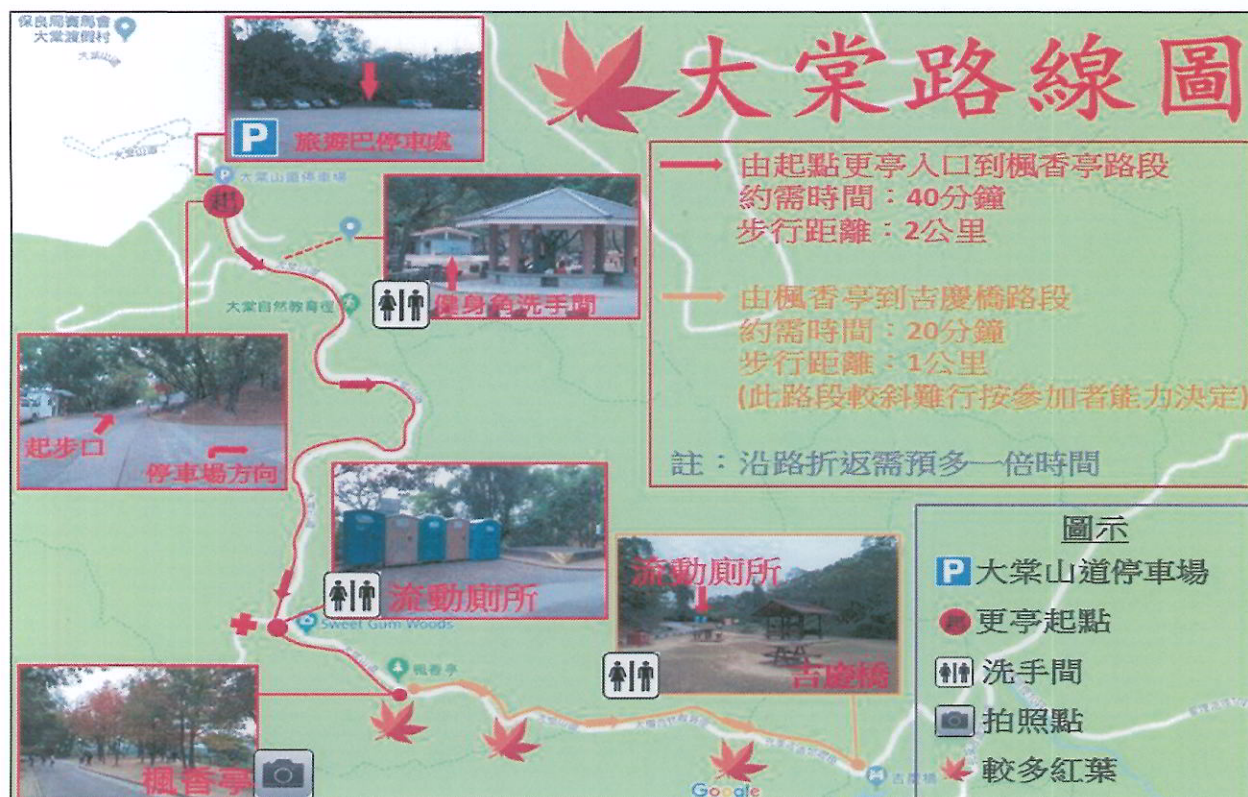 大棠路線圖
保良局賽馬會
大棠渡假村
大棠山道
P
旅遊巴停車處
P 大棠山道停車場
起
健身角洗手間
大棠自然教育徑
起步口
停車場方向
由起點更亭入口到楓香亭路段
約需時間：40分鐘
步行距離：2公里
由楓香亭到吉慶橋路段
約需時間：20分鐘
步行距離：1公里
(此路段較斜難行按參加者能力決定)
註：沿路折返需預多一倍時間
流動廁所
Sweet Gum Woods
流動廁所
吉慶橋
楓香亭
楓香亭
吉慶橋
Google
圖示
P 大棠山道停車場
起 更亭起點
洗手間
拍照點
較多紅葉